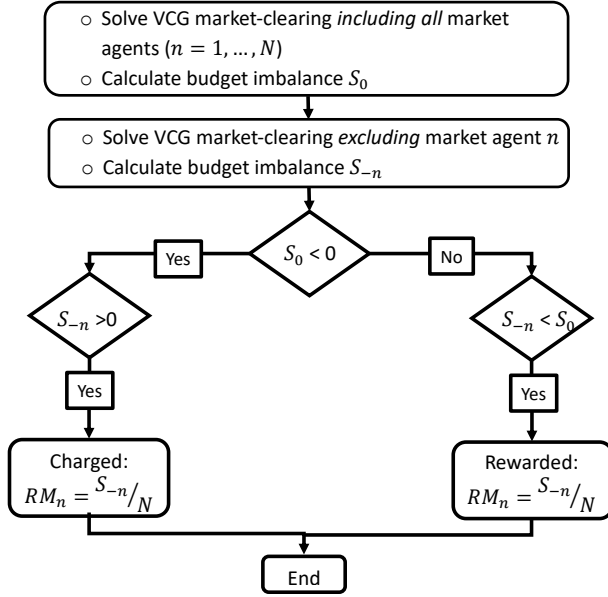 ○ Solve VCG market-clearing including all market
agents (n = 1, …, N)
○ Calculate budget imbalance S₀
○ Solve VCG market-clearing excluding market agent n
○ Calculate budget imbalance S₋ₙ
Yes
S₀ < 0
No
S₋ₙ >0
S₋ₙ < S₀
Yes
Yes
Charged:
RMₙ = S₋ₙ/N
Rewarded:
RMₙ = S₋ₙ/N
End